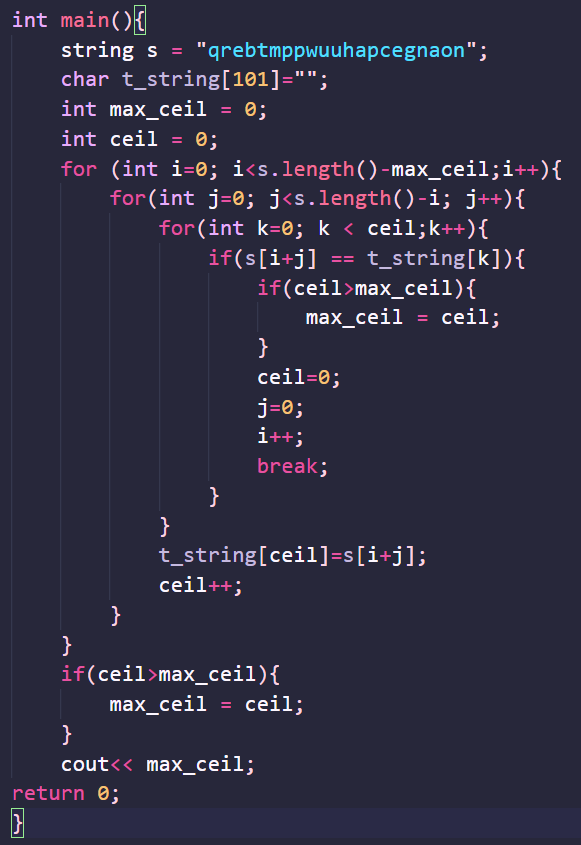 int main(){
    string s = "qrebtmppwuuhapcegnaon";
    char t_string[101]="";
    int max_ceil = 0;
    int ceil = 0;
    for (int i=0; i<s.length()-max_ceil;i++){
        for(int j=0; j<s.length()-i; j++){
            for(int k=0; k < ceil;k++){
                if(s[i+j] == t_string[k]){
                    if(ceil>max_ceil){
                        max_ceil = ceil;
                    }
                    ceil=0;
                    j=0;
                    i++;
                    break;
                }
            }
            t_string[ceil]=s[i+j];
            ceil++;
        }
    }
    if(ceil>max_ceil){
        max_ceil = ceil;
    }
    cout<< max_ceil;
return 0;
}